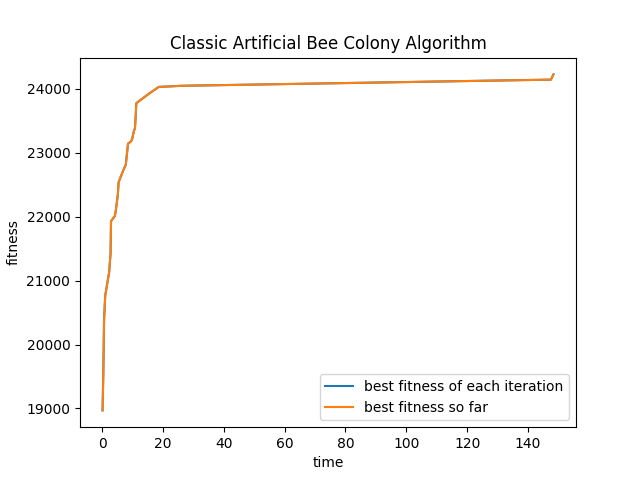 Classic Artificial Bee Colony Algorithm
fitness
24000
23000
22000
21000
20000
19000
0 20 40 60 80 100 120 140
time
best fitness of each iteration
best fitness so far